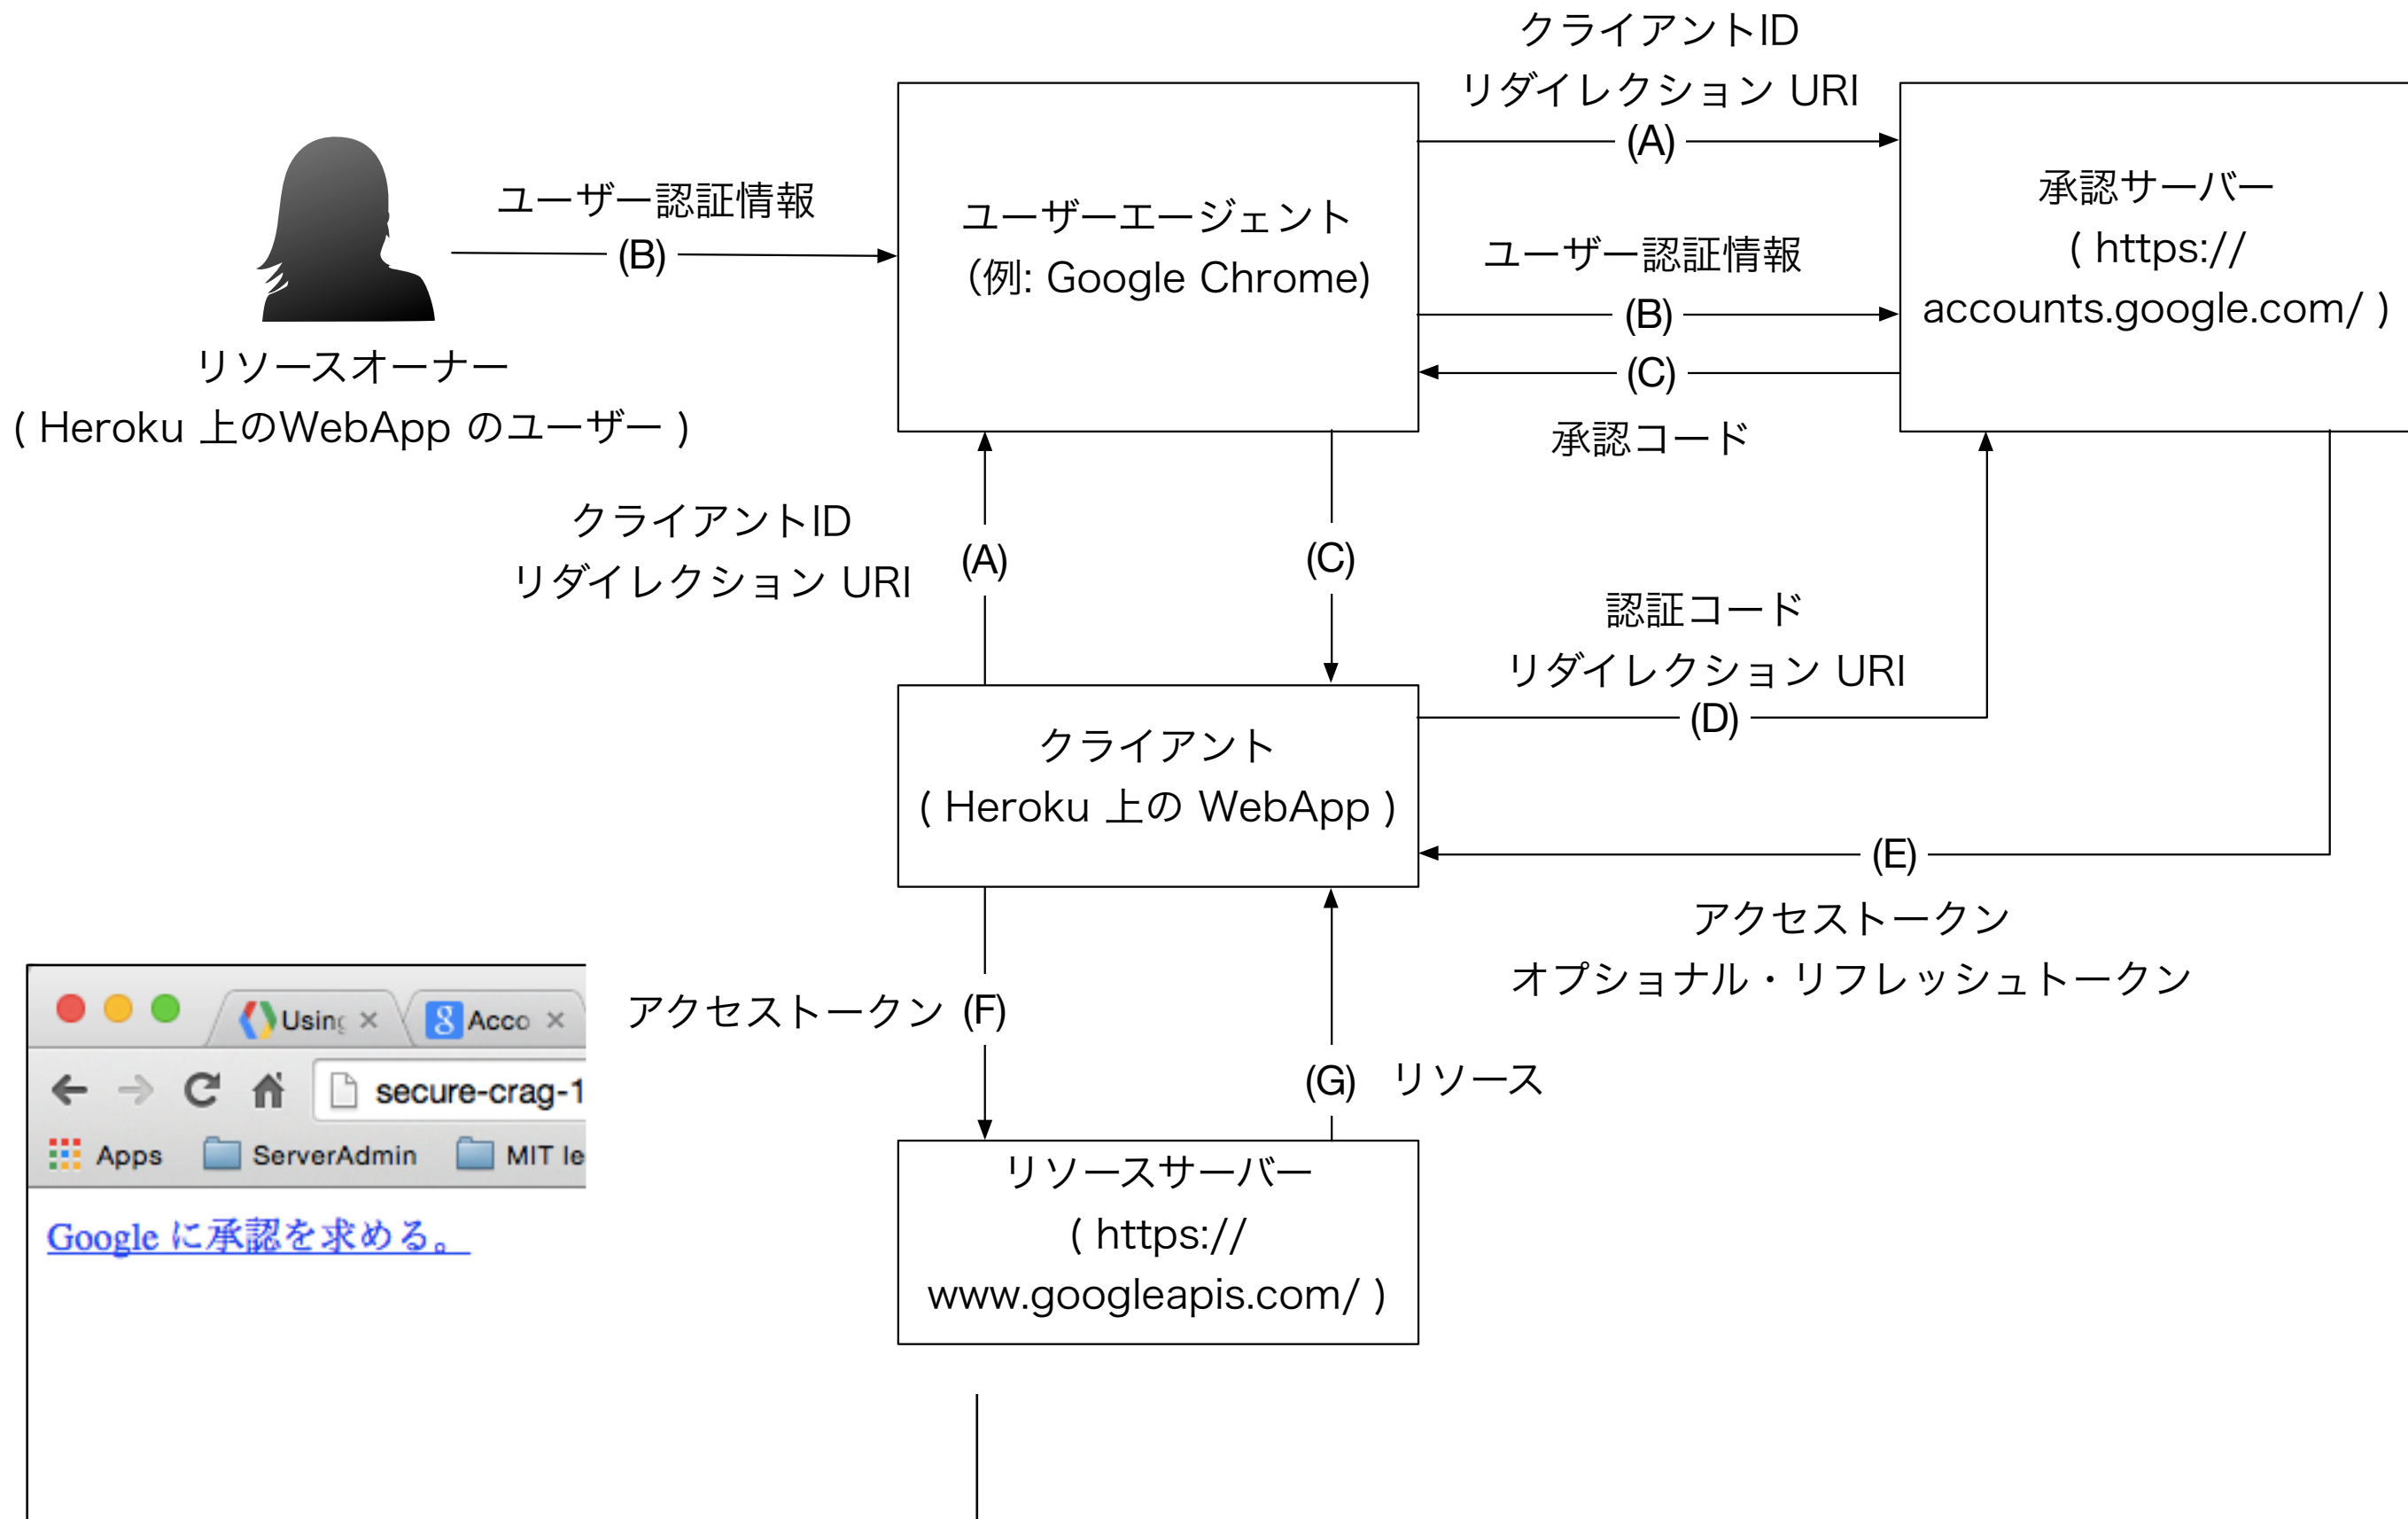 クライアントID
リダイレクション URI
(A)
ユーザー認証情報
(B)
ユーザーエージェント
(例: Google Chrome)
承認サーバー
( https://
accounts.google.com/ )
ユーザー認証情報
(B)
(C)
承認コード
リソースオーナー
( Heroku 上のWebApp のユーザー )
クライアントID
リダイレクション URI
(A)
(C)
認証コード
リダイレクション URI
(D)
クライアント
( Heroku 上の WebApp )
(E)
アクセストークン
オプショナル・リフレッシュトークン
アクセストークン (F)
(G) リソース
リソースサーバー
( https://
www.googleapis.com/ )
Using Acco
secure-crag-1
Apps ServerAdmin MIT le
Google に承認を求める。